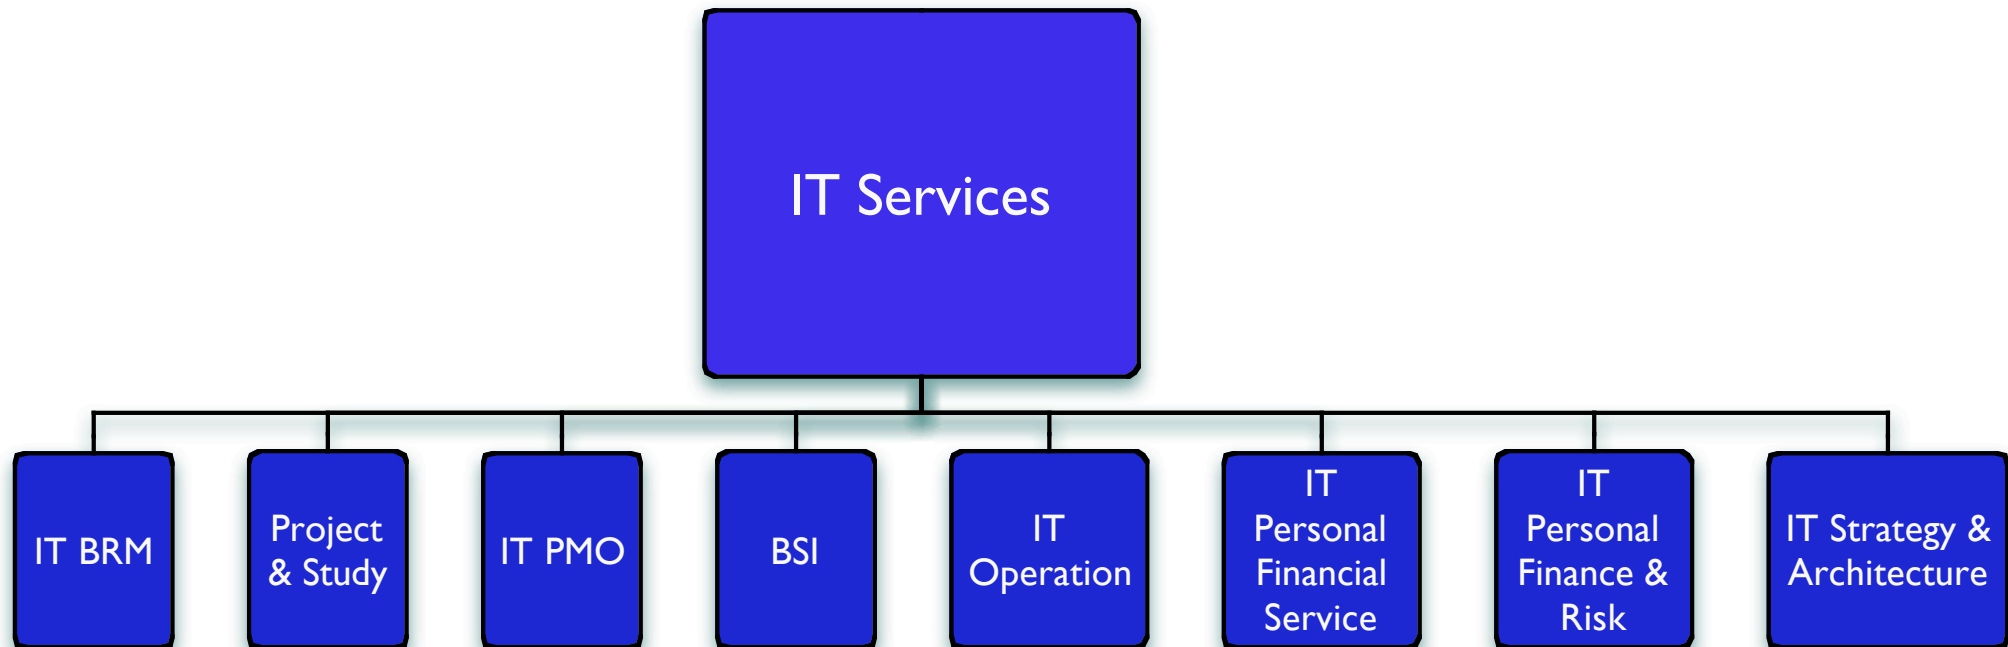 IT Services
IT BRM
Project
& Study
IT PMO
BSI
IT
Operation
IT
Personal
Financial
Service
IT
Personal
Finance &
Risk
IT Strategy &
Architecture